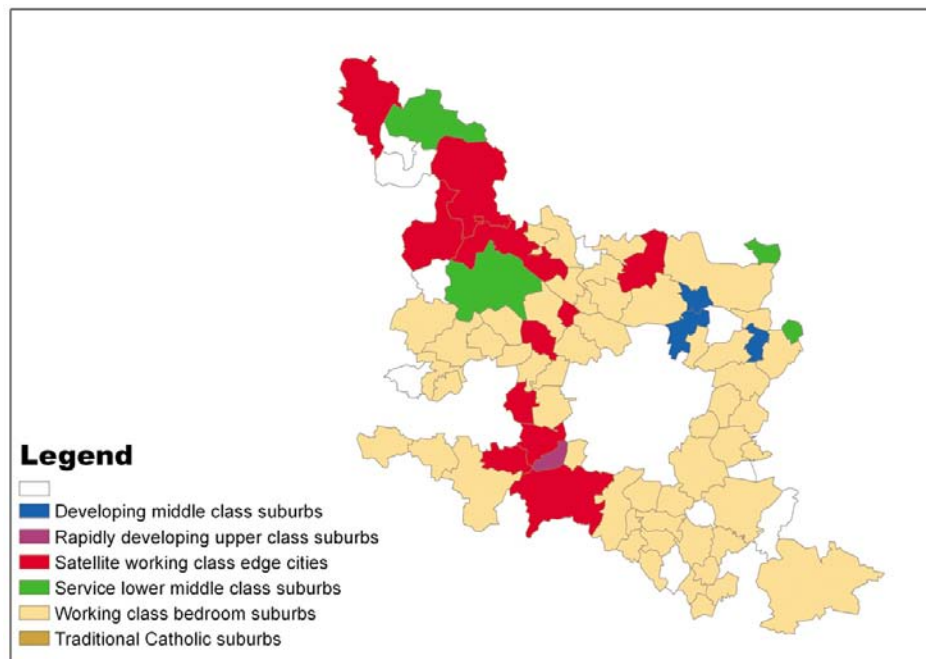 Legend
Developing middle class suburbs
Rapidly developing upper class suburbs
Satellite working class edge cities
Service lower middle class suburbs
Working class bedroom suburbs
Traditional Catholic suburbs